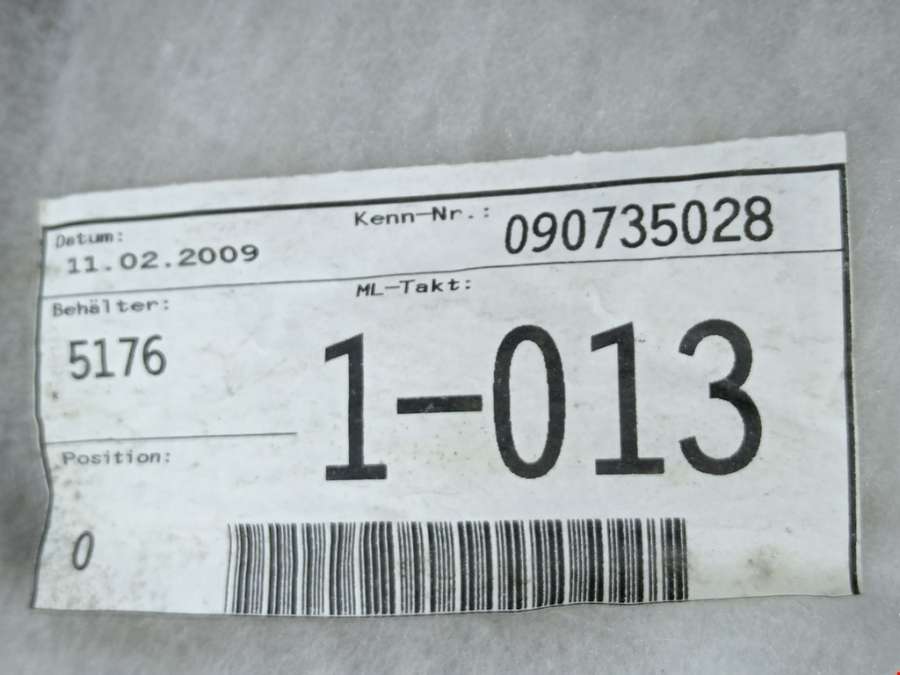 Datum: Kenn-Nr.: 090735028
11.02.2009
Behälter: ML-Takt:
5176 1-013
Position:
0